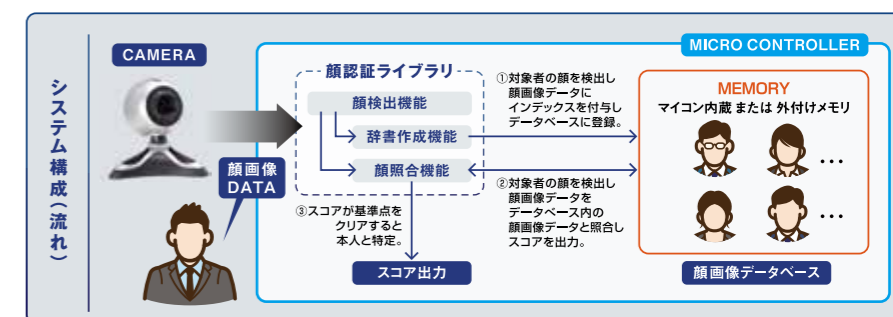 システム構成（流れ）
CAMERA
顔画像
DATA
MICRO CONTROLLER
顔認証ライブラリ
顔検出機能
辞書作成機能
顔照合機能
①対象者の顔を検出し
顔画像データに
インデックスを付与し
データベースに登録。
②対象者の顔を検出し
顔画像データを
データベース内の
顔画像データと照合し
スコアを出力。
③スコアが基準点を
クリアすると
本人と特定。
スコア出力
MEMORY
マイコン内蔵 または 外付けメモリ
…
…
顔画像データベース